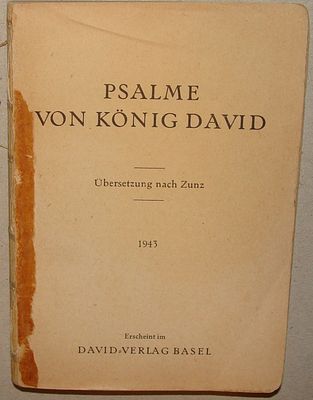 PSALME
VON KÖNIG DAVID
Übersetzung nach Zunz
1943
Erscheint im
DAVID-VERLAG BASEL